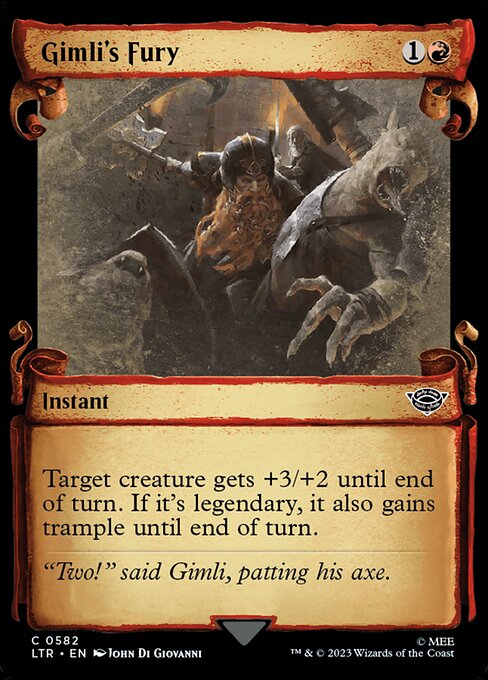 Gimli's Fury 1
Instant
Target creature gets +3/+2 until end
of turn. If it's legendary, it also gains
trample until end of turn.
“Two!” said Gimli, patting his axe.
C 0582
LTR • EN John Di Giovanni
© MEE
™ & © 2023 Wizards of the Coast